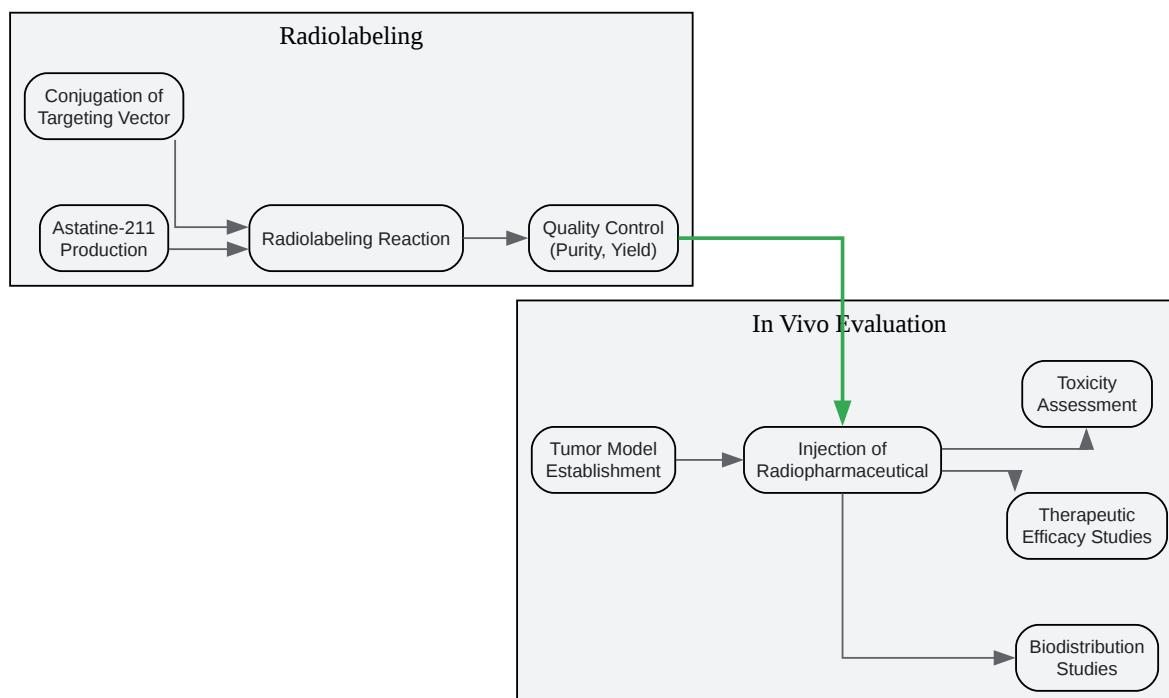 Radiolabeling
Conjugation of
Targeting Vector
Astatine-211
Production
Radiolabeling Reaction
Quality Control
(Purity, Yield)
In Vivo Evaluation
Toxicity
Assessment
Tumor Model
Establishment
Injection of
Radiopharmaceutical
Therapeutic
Efficacy Studies
Biodistribution
Studies